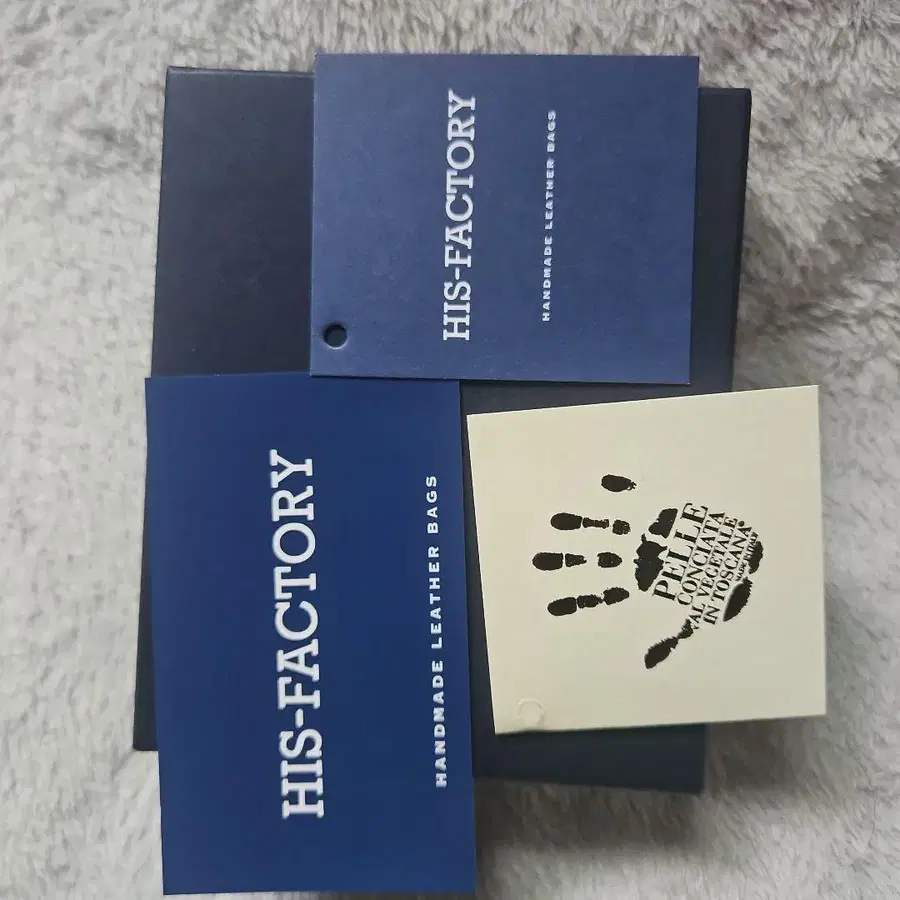 HIS-FACTORY
HANDMADE LEATHER BAGS
HIS-FACTORY
HANDMADE LEATHER BAGS
PELLE
CONCIATA
AL VEGETALE
IN TOSCANA